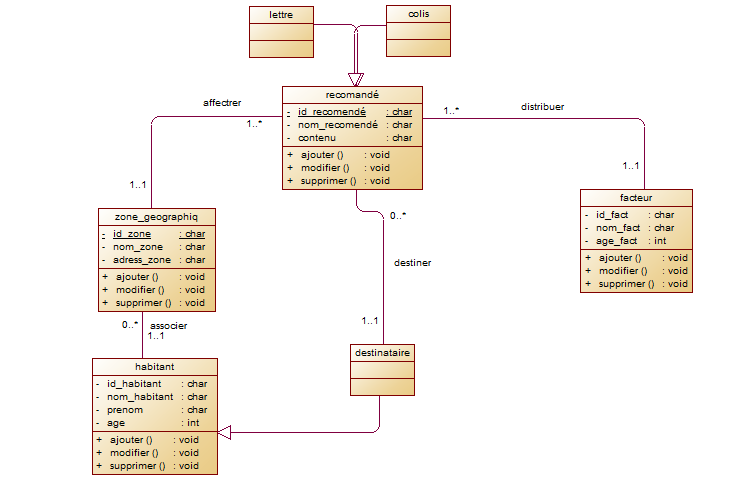 lettre
colis
recomandé
- id_recomendé : char
- nom_recomendé : char
- contenu : char
+ ajouter () : void
+ modifier () : void
+ supprimer () : void
affectrer
1..*
1..1
1..*
distribuer
1..1
zone_geographiq
- id_zone : char
- nom_zone : char
- adress_zone : char
+ ajouter () : void
+ modifier () : void
+ supprimer () : void
facteur
- id_fact : char
- nom_fact : char
- age_fact : int
+ ajouter () : void
+ modifier () : void
+ supprimer () : void
0..*
destiner
1..1
0..* associer
1..1
destinataire
habitant
- id_habitant : char
- nom_habitant : char
- prenom : char
- age : int
+ ajouter () : void
+ modifier () : void
+ supprimer () : void